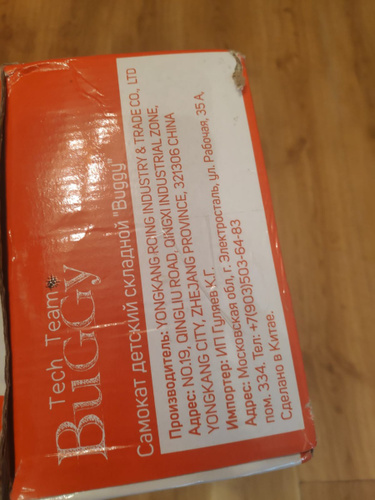 Tech Team
BuGGy
Самокат детский складной "Buggy"
Производитель: YONGKANG RCING INDUSTRY & TRADE CO., LTD
Адрес: NO.19, QINGLIU ROAD, QINGXI INDUSTRIAL ZONE,
YONGKANG CITY, ZHEJANG PROVINCE, 321306 CHINA
Импортер: ИП Гуляев К.Г.
Адрес: Московская обл, г. Электросталь, ул. Рабочая, 35 А,
пом. 334, Тел: +7(903)503-64-83
Сделано в Китае.